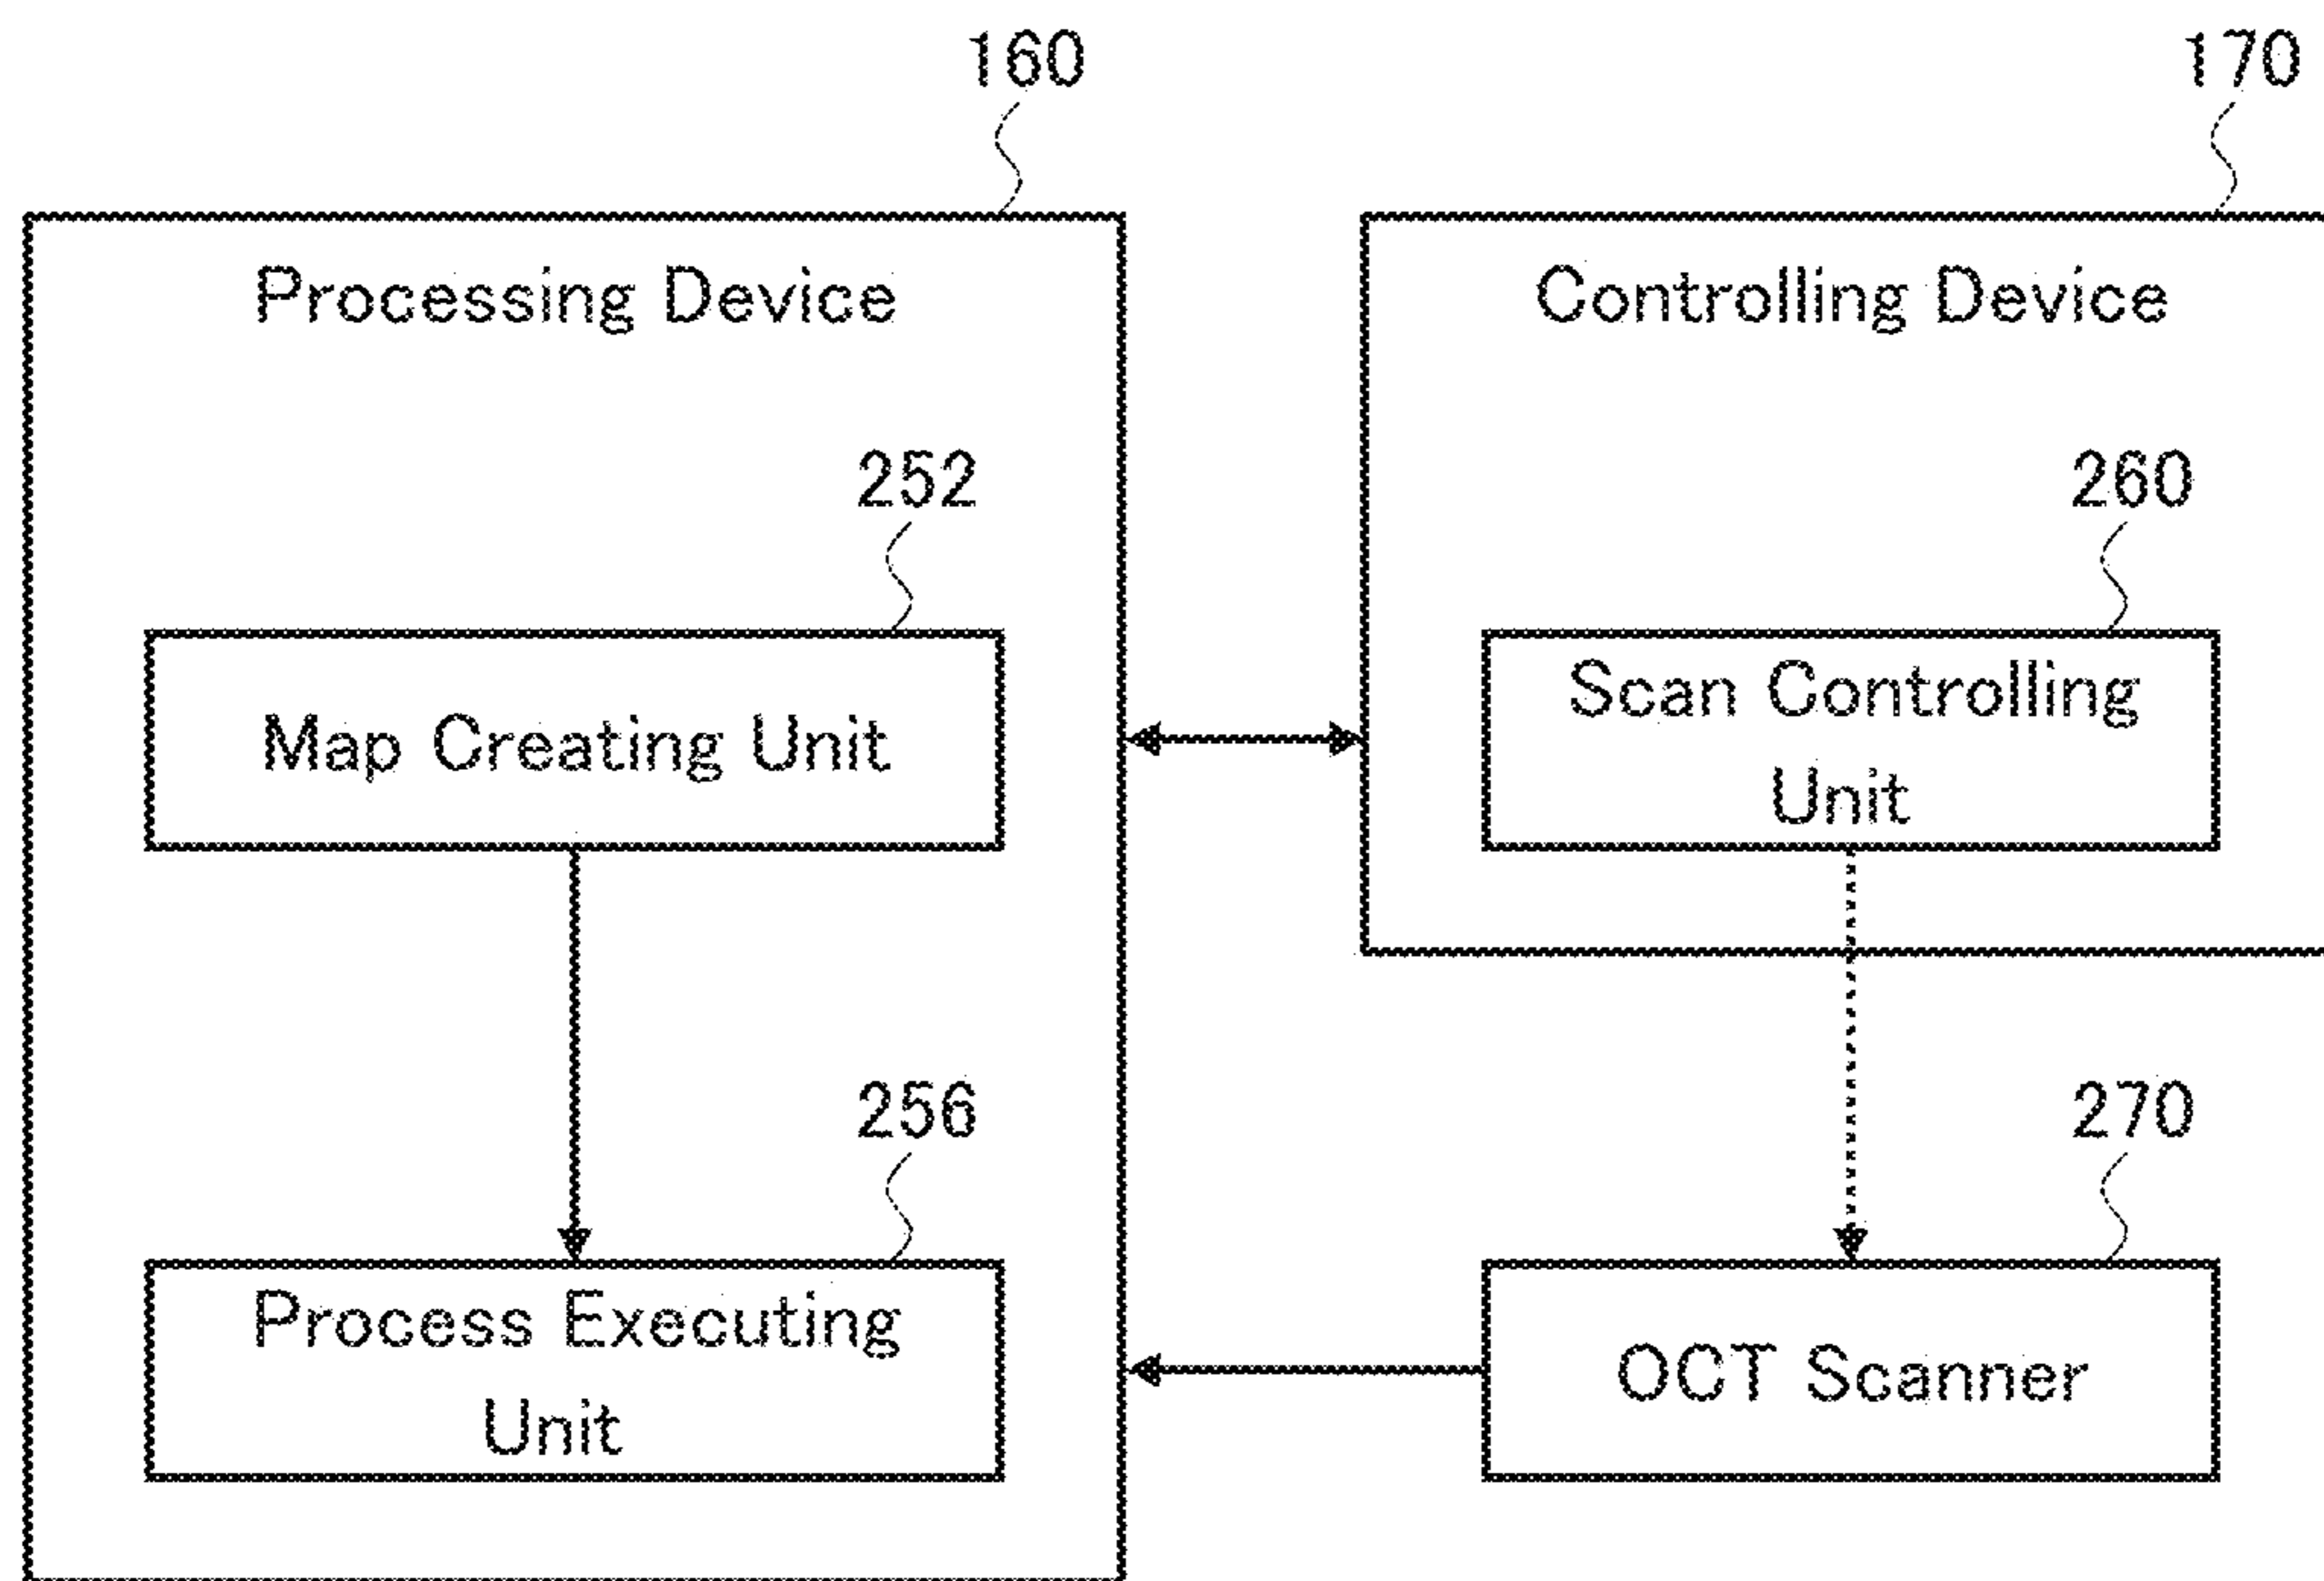 160
170
Processing Device
Controlling Device
252
260
Map Creating Unit
Scan Controlling
Unit
256
270
Process Executing
Unit
OCT Scanner